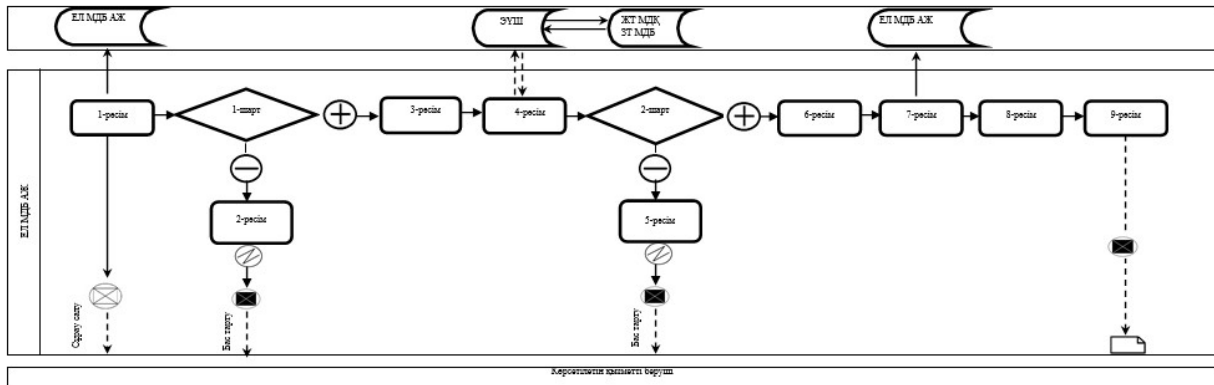 ЕЛ МДБ АЖ
ЭҮШ
ЖТ МДҚ
ЗТ МДБ
ЕЛ МДБ АЖ
ЕЛ МДБ АЖ
1-рәсім
1-шарт
3-рәсім
4-рәсім
2-шарт
6-рәсім
7-рәсім
8-рәсім
9-рәсім
2-рәсім
5-рәсім
Сұрау салу
Бас тарту
Бас тарту
Көрсетілетін қызметті беруші